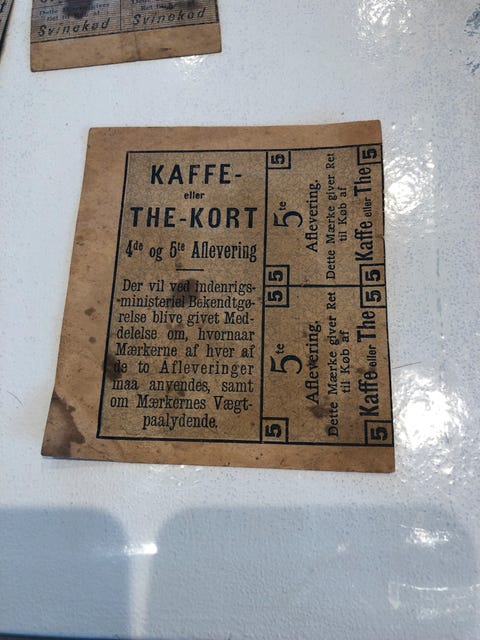 Dette
Svinekød
Svinekød
KAFFE-
eller
THE-KORT
4de og 5te Aflevering
Der vil ved indenrigs-
ministeriel Bekendtgø-
relse blive givet Med-
delelse om, hvornaar
Mærkerne af hver af
de to Afleveringer
maa anvendes, samt
om Mærkernes Vægt-
paalydende.
5
5
5te
Aflevering.
Dette Mærke giver Ret
til Køb af
Kaffe eller The
5
5
5
5
5te
Aflevering.
Dette Mærke giver Ret
til Køb af
Kaffe eller The
5
5